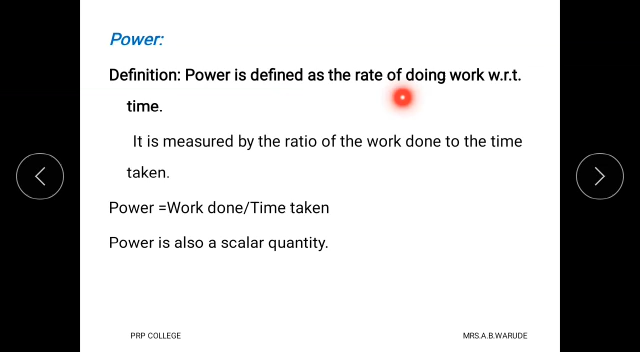 Power:
Definition: Power is defined as the rate of doing work w.r.t.
time.
It is measured by the ratio of the work done to the time
taken.
Power =Work done/Time taken
Power is also a scalar quantity.
PRP COLLEGE
MRS.A.B.WARUDE